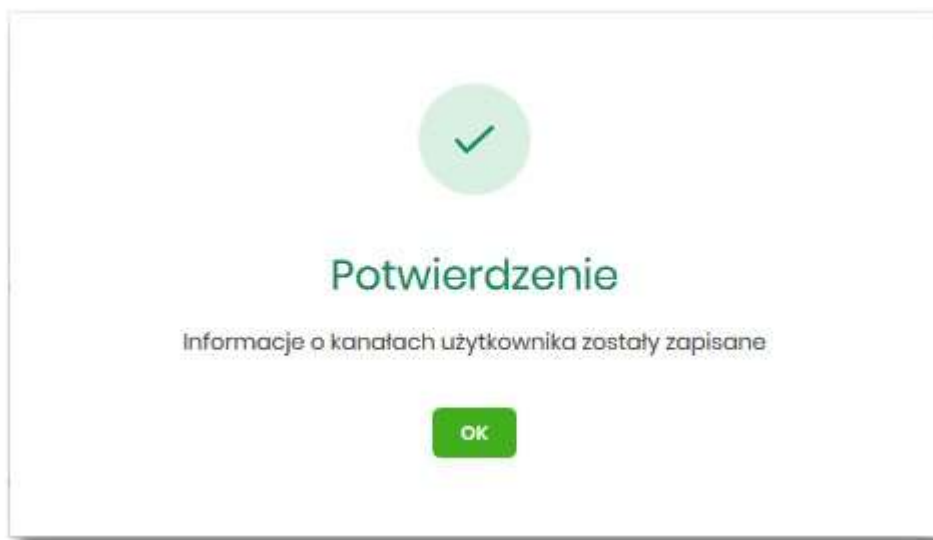 Potwierdzenie
Informacje o kanałach użytkownika zostały zapisane
OK